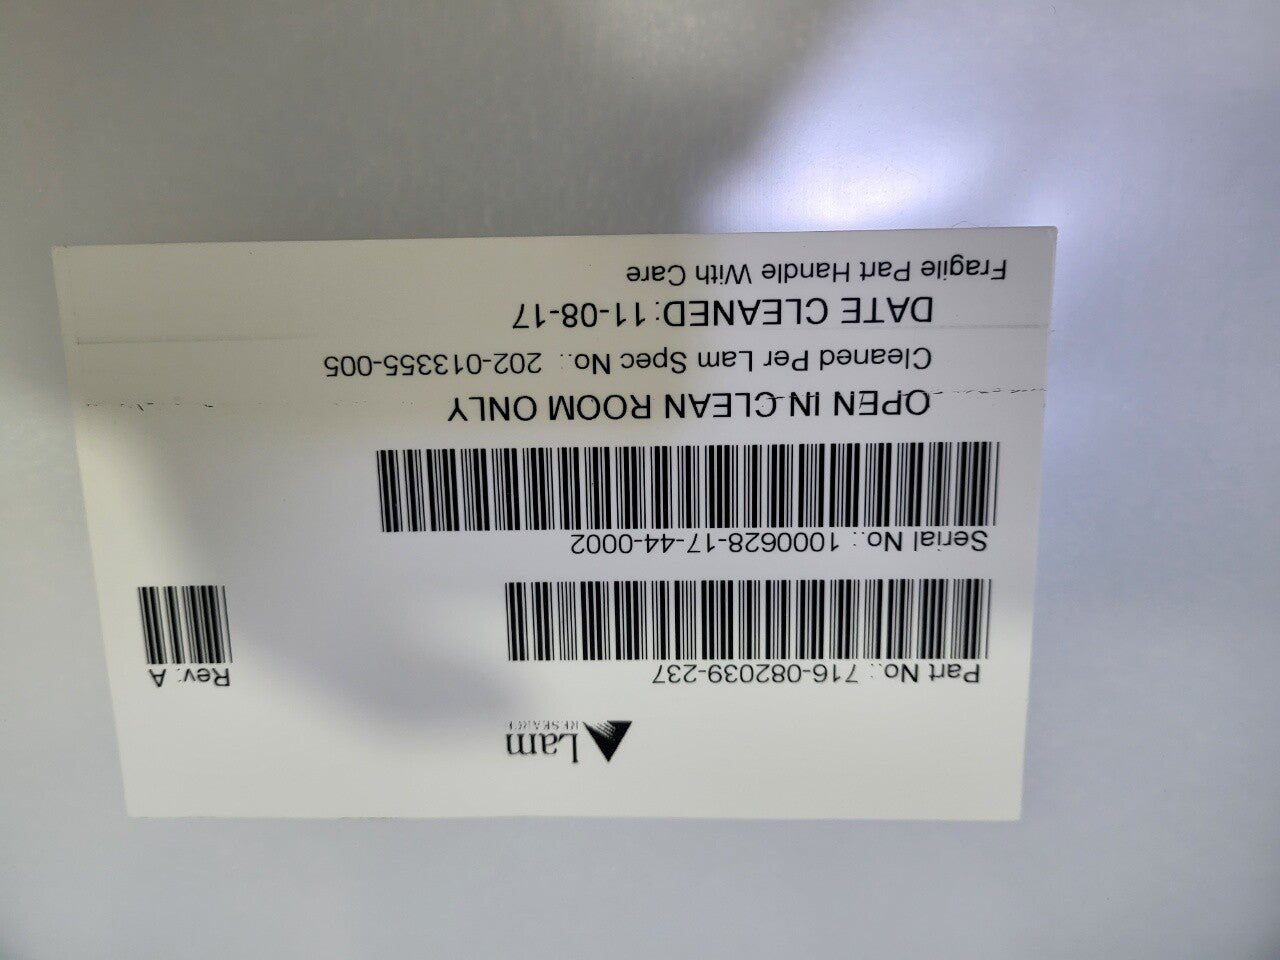 Lam
RESEARCH
Part No.: 716-082039-237
Rev: A
Serial No.: 1000628-17-44-0002
OPEN IN CLEAN ROOM ONLY
Cleaned Per Lam Spec No.: 202-013355-005
DATE CLEANED:11-08-17
Fragile Part Handle With Care